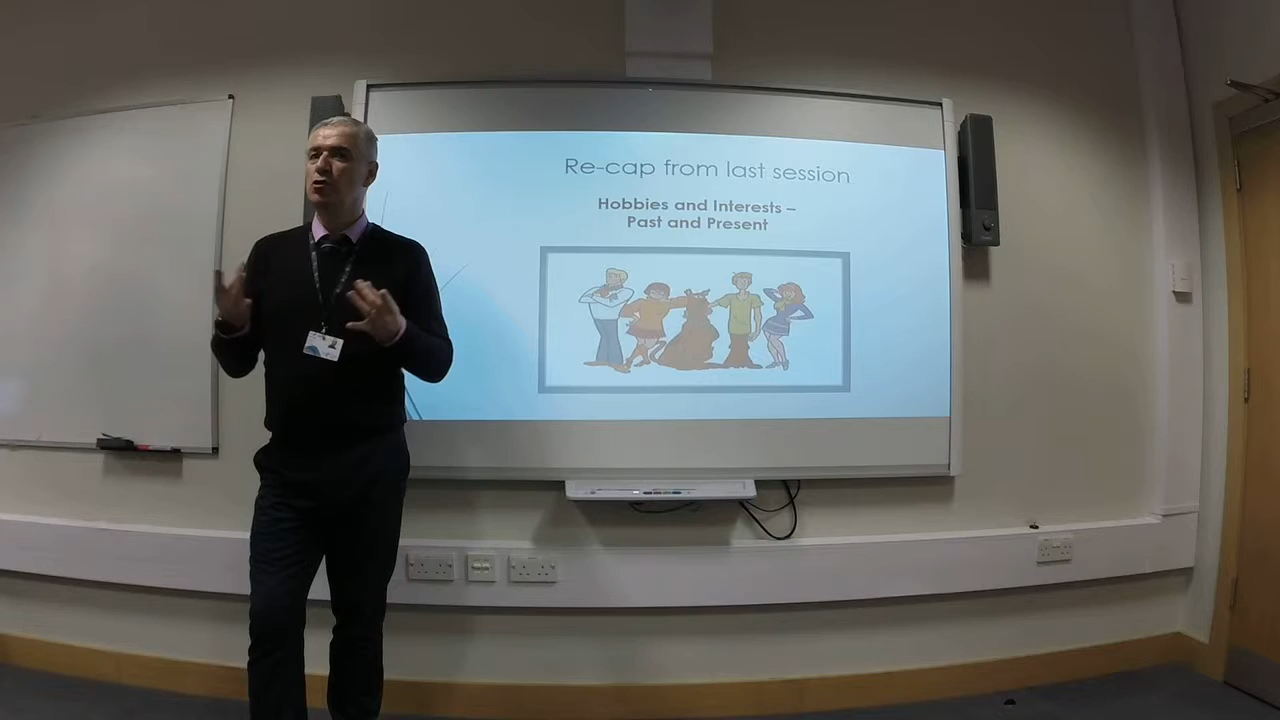 Re-cap from last session
Hobbies and Interests –
Past and Present